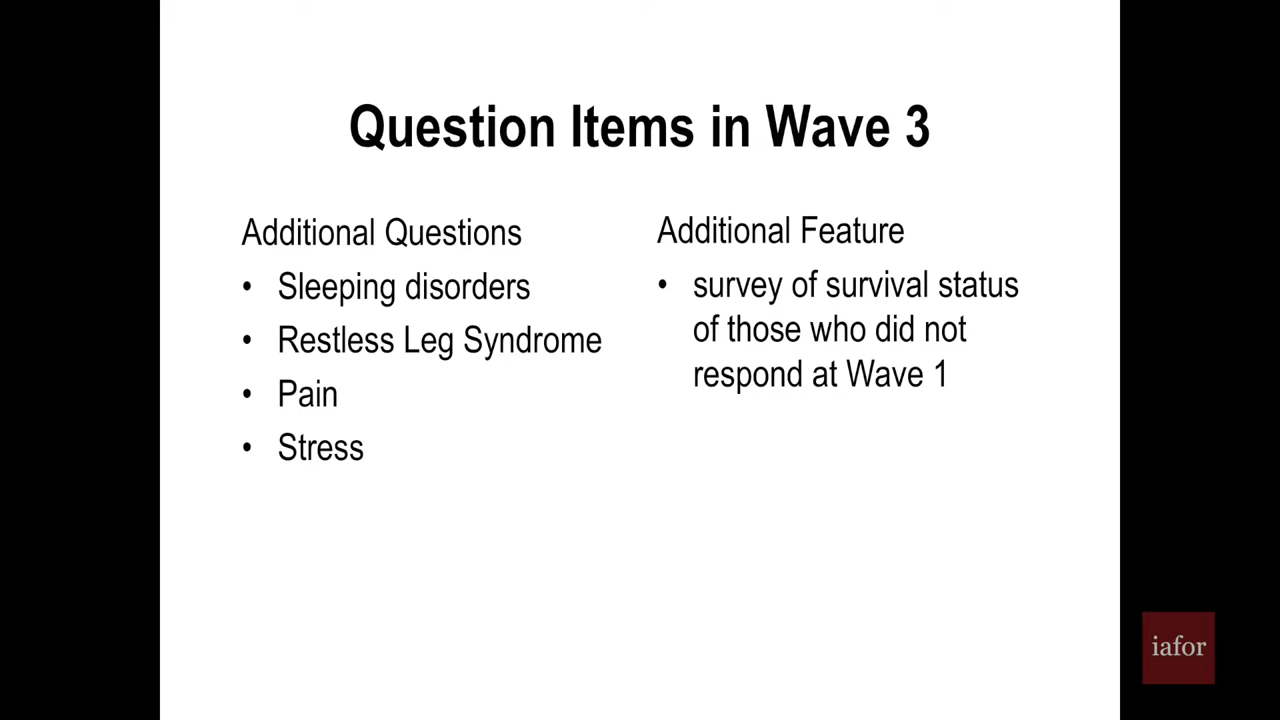 Question Items in Wave 3
Additional Questions
• Sleeping disorders
• Restless Leg Syndrome
• Pain
• Stress
Additional Feature
• survey of survival status
of those who did not
respond at Wave 1
iafor